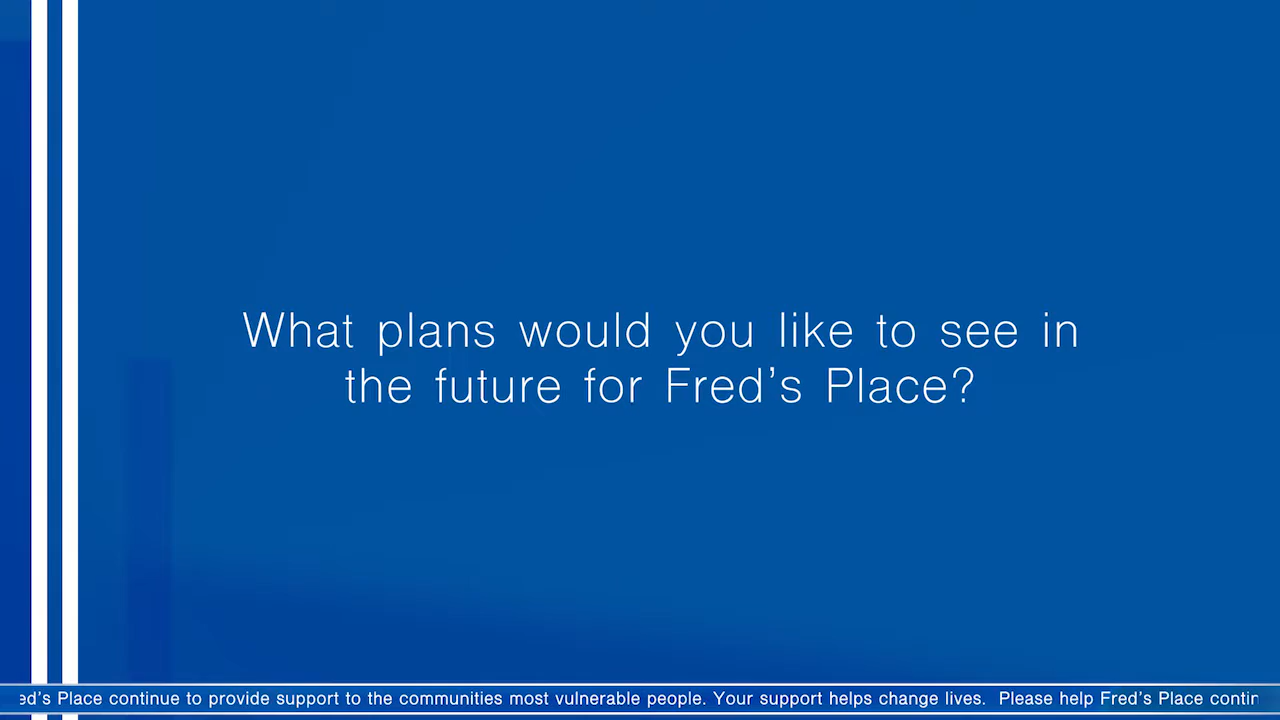 What plans would you like to see in
the future for Fred’s Place?
ed’s Place continue to provide support to the communities most vulnerable people. Your support helps change lives.  Please help Fred’s Place contin